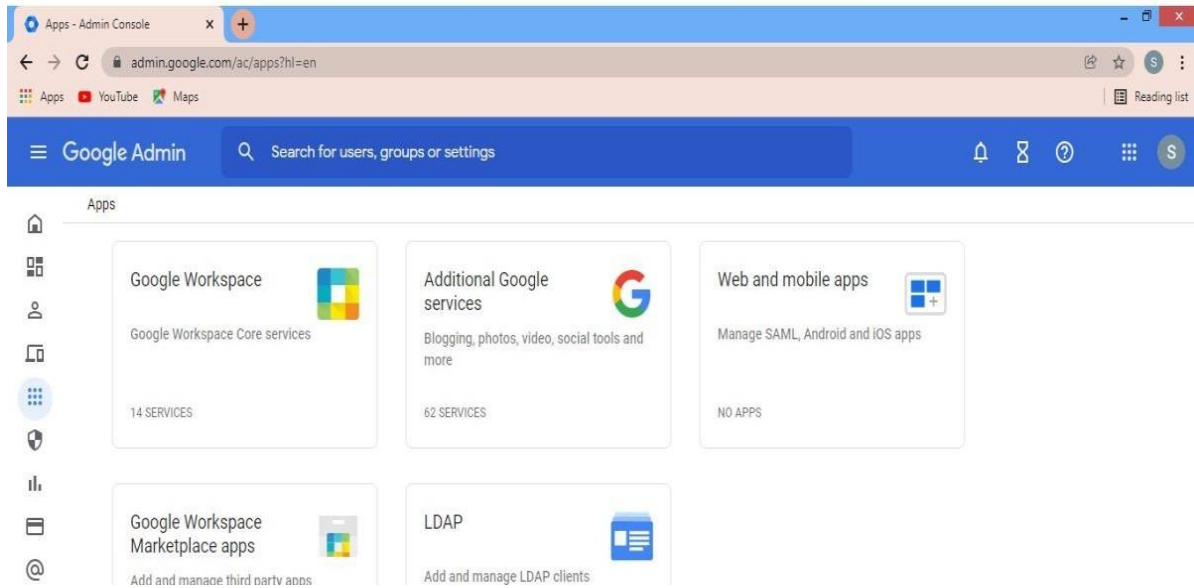 Apps - Admin Console
admin.google.com/ac/apps?hl=en
S
Apps YouTube Maps
Reading list
Google Admin
Search for users, groups or settings
S
Apps
Google Workspace
Google Workspace Core services
14 SERVICES
Additional Google
services
Blogging, photos, video, social tools and
more
62 SERVICES
Web and mobile apps
Manage SAML, Android and iOS apps
NO APPS
Google Workspace
Marketplace apps
Add and manage third party apps
LDAP
Add and manage LDAP clients